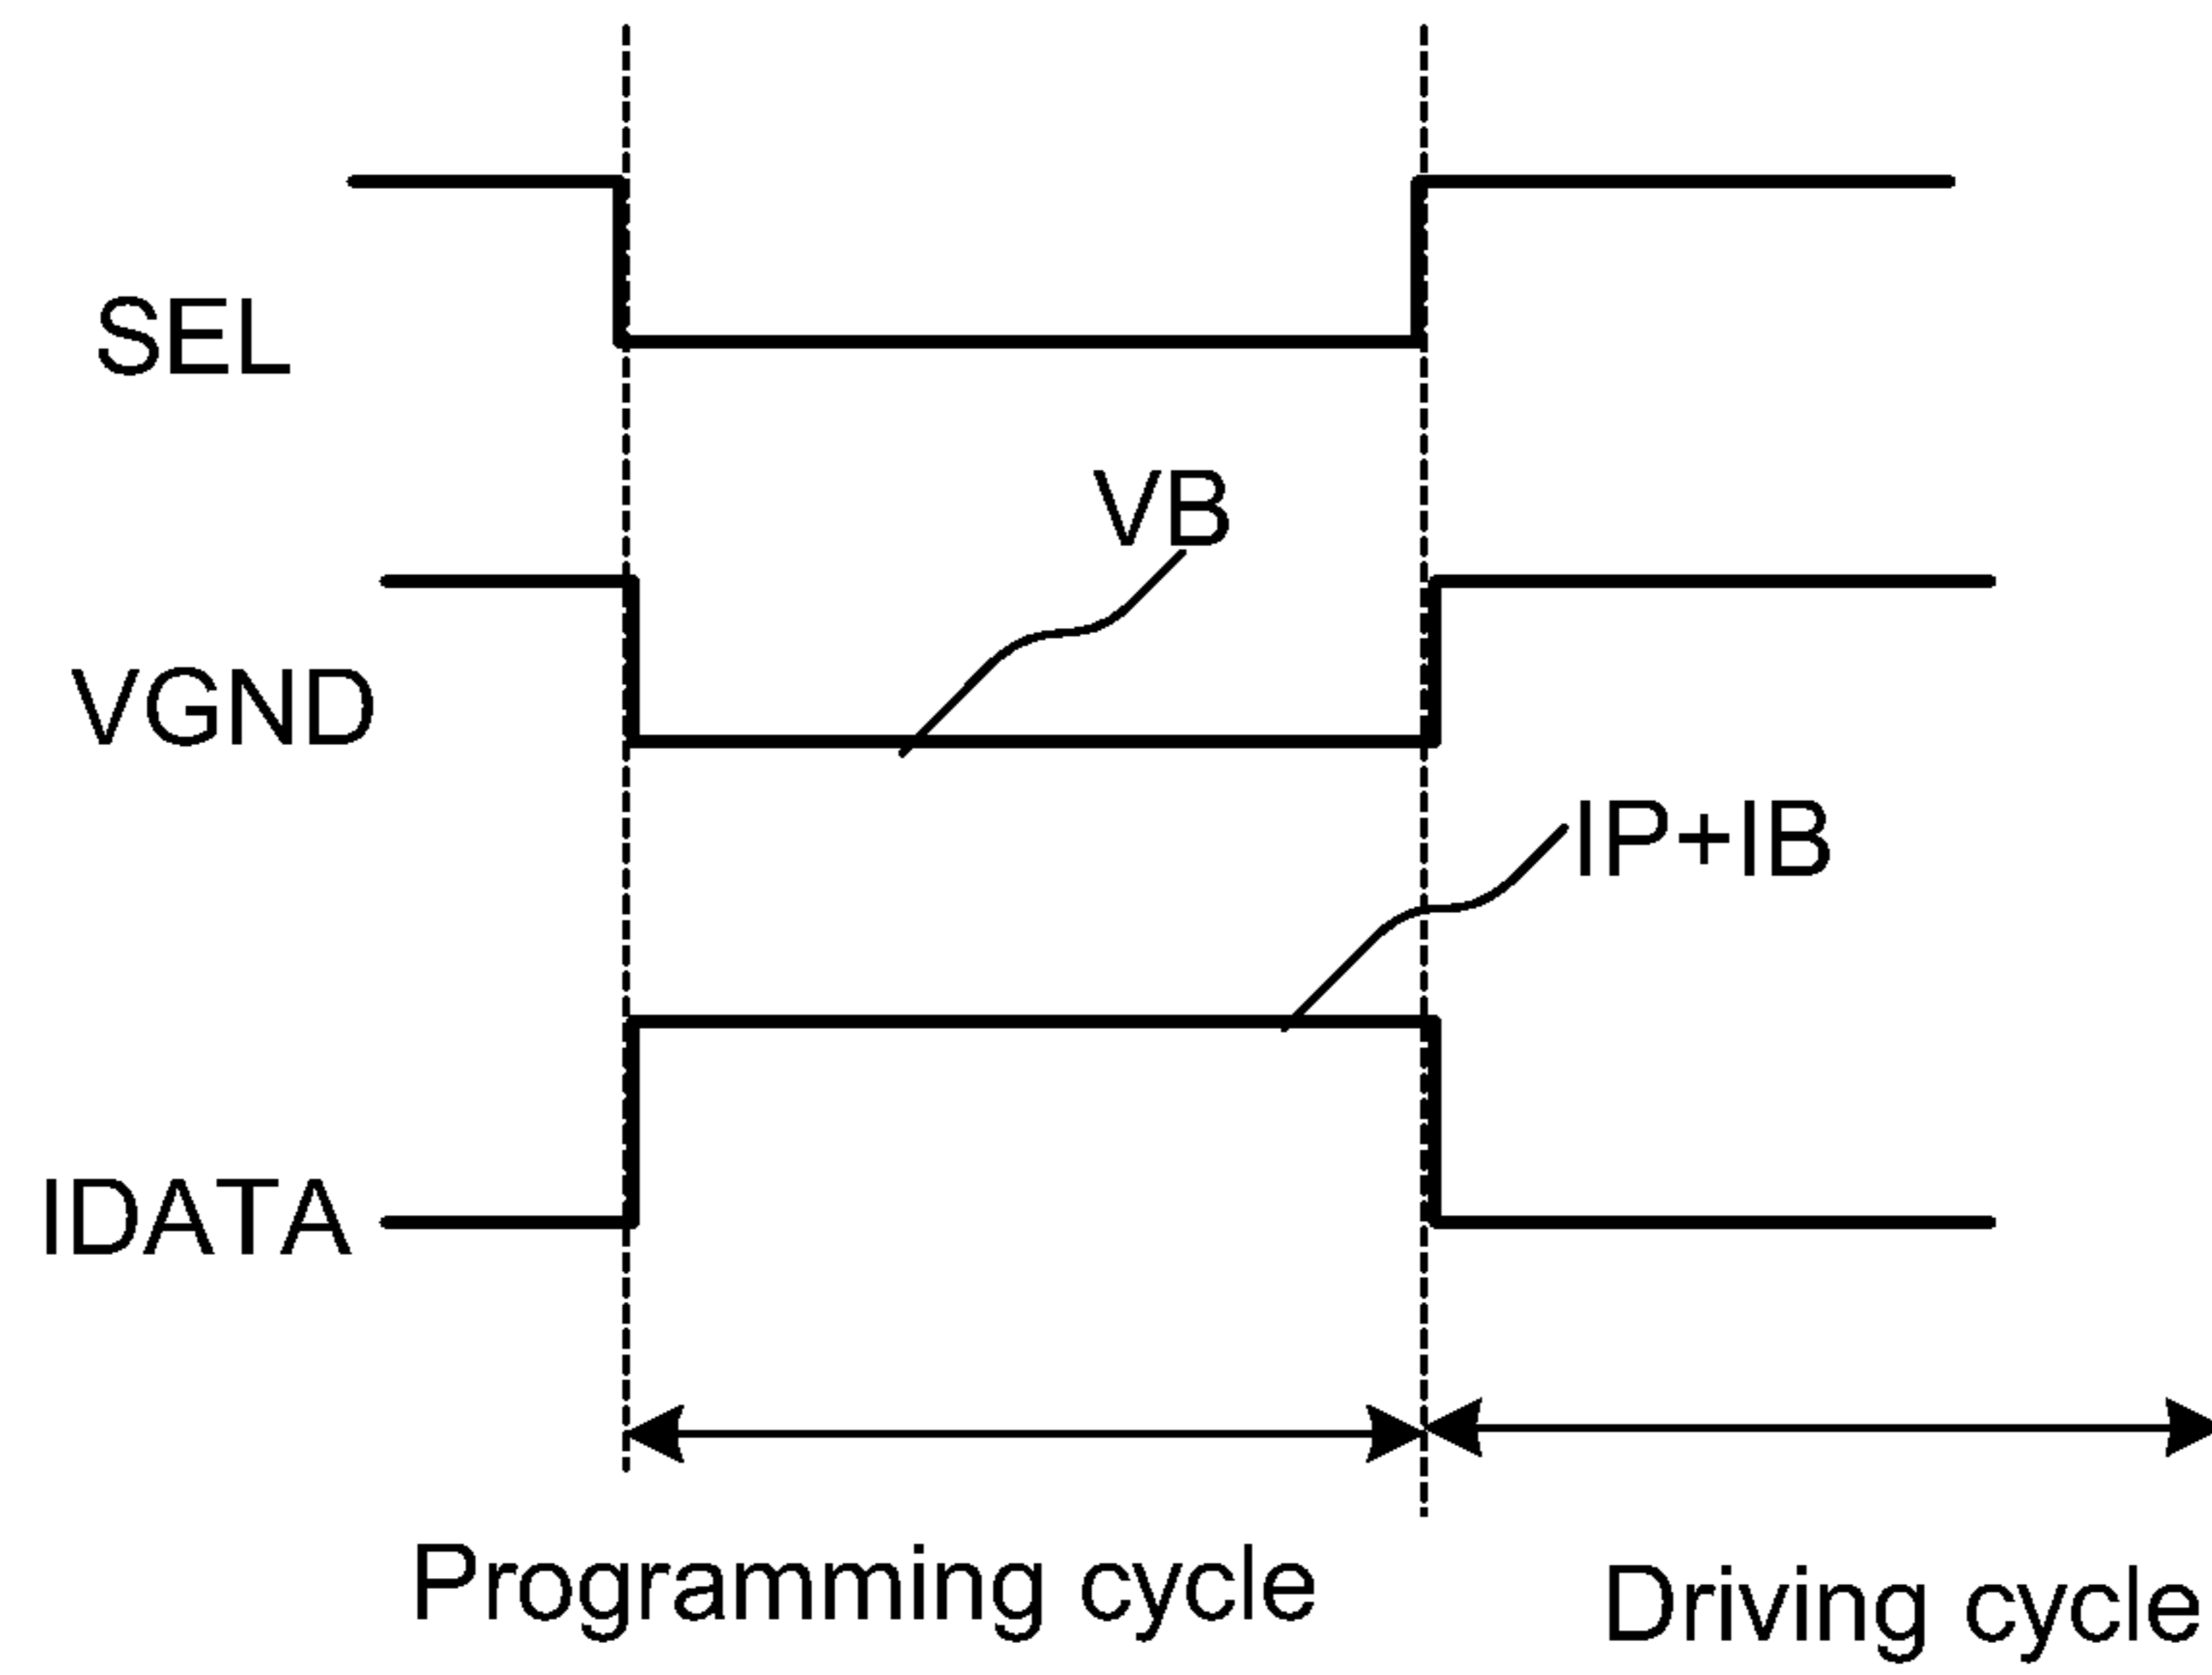 SEL
VB
VGND
IP+IB
IDATA
Programming cycle
Driving cycle